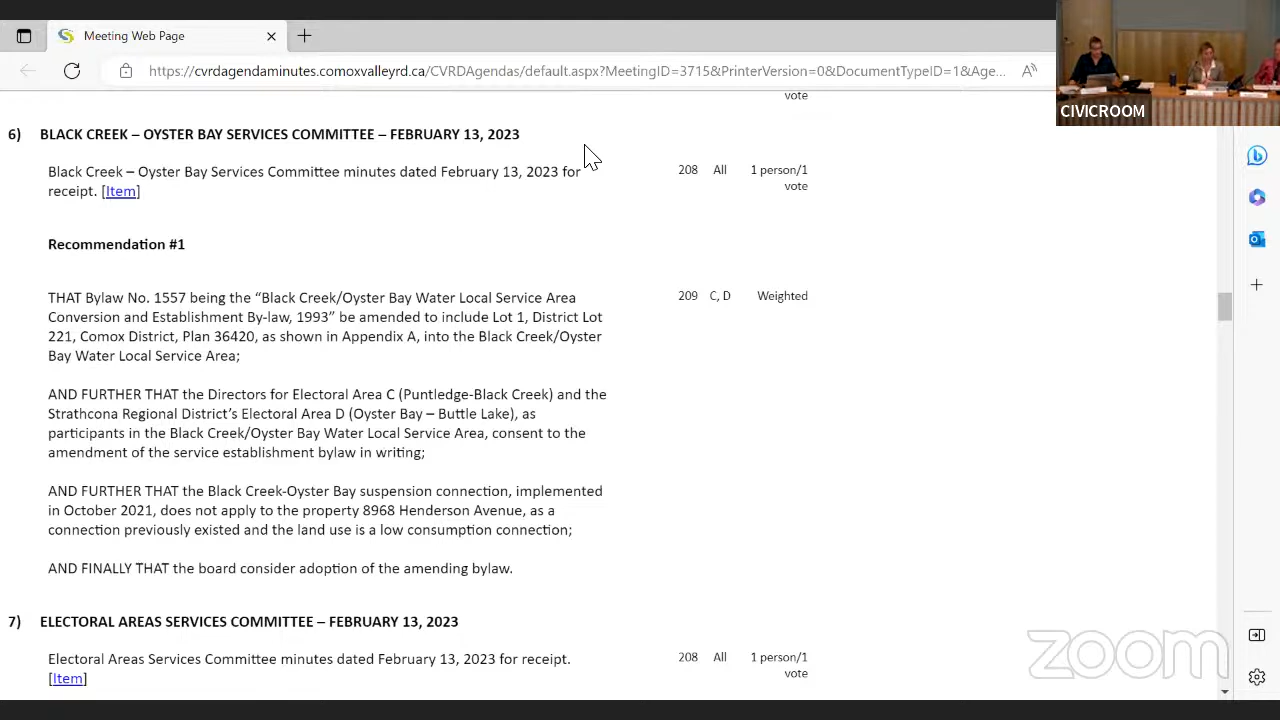 Meeting Web Page
https://cvrdagendaminutes.comoxvalleyrd.ca/CVRDAgendas/default.aspx?MeetingID=3715&PrinterVersion=0&DocumentTypeID=1&Age...
CIVICROOM
vote
6) BLACK CREEK – OYSTER BAY SERVICES COMMITTEE – FEBRUARY 13, 2023
Black Creek – Oyster Bay Services Committee minutes dated February 13, 2023 for 208 All 1 person/1
receipt. [Item] vote
Recommendation #1
THAT Bylaw No. 1557 being the “Black Creek/Oyster Bay Water Local Service Area 209 C, D Weighted
Conversion and Establishment By-law, 1993” be amended to include Lot 1, District Lot
221, Comox District, Plan 36420, as shown in Appendix A, into the Black Creek/Oyster
Bay Water Local Service Area;
AND FURTHER THAT the Directors for Electoral Area C (Puntledge-Black Creek) and the
Strathcona Regional District’s Electoral Area D (Oyster Bay – Buttle Lake), as
participants in the Black Creek/Oyster Bay Water Local Service Area, consent to the
amendment of the service establishment bylaw in writing;
AND FURTHER THAT the Black Creek-Oyster Bay suspension connection, implemented
in October 2021, does not apply to the property 8968 Henderson Avenue, as a
connection previously existed and the land use is a low consumption connection;
AND FINALLY THAT the board consider adoption of the amending bylaw.
7) ELECTORAL AREAS SERVICES COMMITTEE – FEBRUARY 13, 2023
Electoral Areas Services Committee minutes dated February 13, 2023 for receipt. 208 All 1 person/1
[Item] vote
zoom